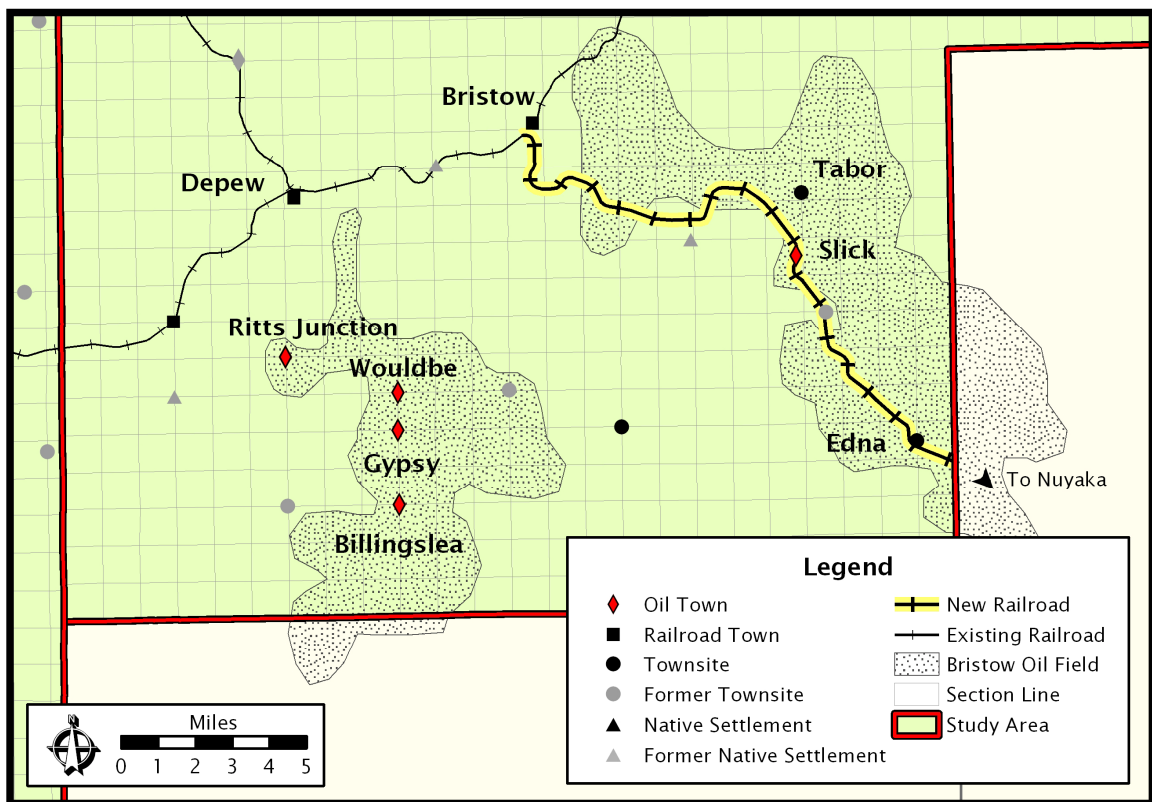 Bristow
Tabor
Depew
Slick
Ritts Junction
Wouldbe
Edna
Gypsy
To Nuyaka
Billingslea
Legend
Oil Town
Railroad Town
Townsite
Former Townsite
Native Settlement
Former Native Settlement
New Railroad
Existing Railroad
Bristow Oil Field
Section Line
Study Area
N
Miles
0 1 2 3 4 5